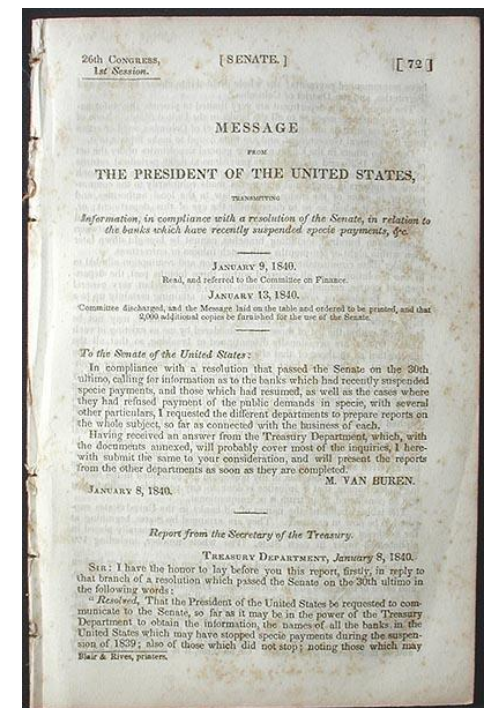 26th Congress, [ SENATE. ] [ 72 ]
1st Session.
MESSAGE
FROM
THE PRESIDENT OF THE UNITED STATES,
TRANSMITTING
Information, in compliance with a resolution of the Senate, in relation to
the banks which have recently suspended specie payments, &c.
January 9, 1840.
Read, and referred to the Committee on Finance.
January 13, 1840.
Committee discharged, and the Message laid on the table and ordered to be printed, and that
2,000 additional copies be furnished for the use of the Senate.
To the Senate of the United States:
In compliance with a resolution that passed the Senate on the 30th
ultimo, calling for information as to the banks which had recently suspended
specie payments, and those which had resumed, as well as the cases where
they had refused payment of the public demands in specie, with several
other particulars, I requested the different departments to prepare reports on
the whole subject, so far as connected with the business of each.
Having received an answer from the Treasury Department, which, with
the documents annexed, will probably cover most of the inquiries, I here-
with submit the same to your consideration, and will present the reports
from the other departments as soon as they are completed.
M. VAN BUREN.
January 8, 1840.
Report from the Secretary of the Treasury.
Treasury Department, January 8, 1840.
Sir: I have the honor to lay before you this report, firstly, in reply to
that branch of a resolution which passed the Senate on the 30th ultimo in
the following words:
"Resolved, That the President of the United States be requested to com-
municate to the Senate, so far as it may be in the power of the Treasury
Department to obtain the information, the names of all the banks in the
United States which may have stopped specie payments during the suspen-
sion of 1839; also of those which did not stop; noting those which may
Blair & Rives, printers.